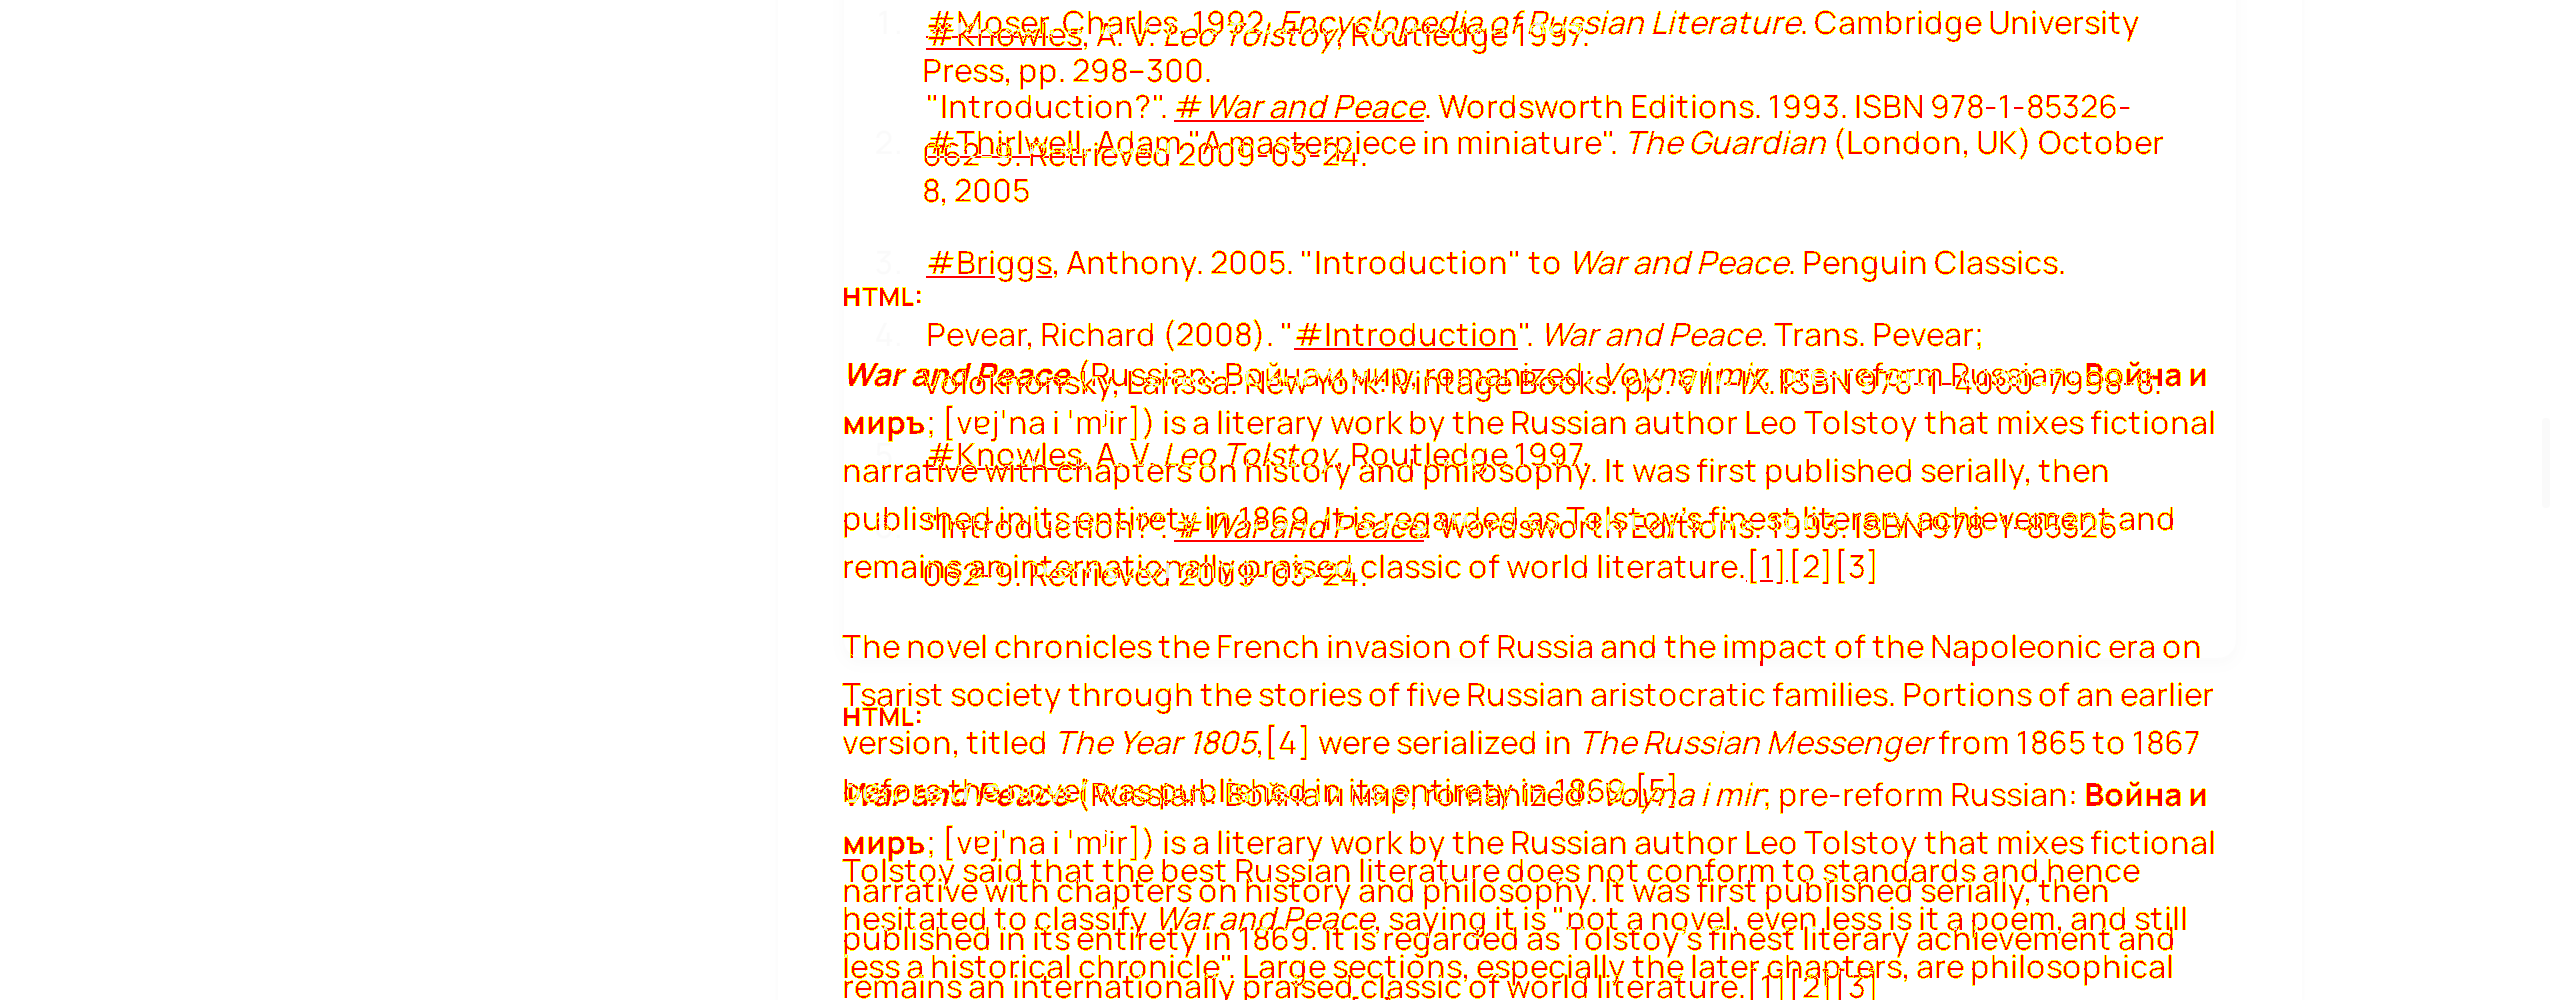 1. #Moser, Charles. 1992. Encyclopedia of Russian Literature. Cambridge University
#Knowles, A. V. Leo Tolstoy, Routledge 1997.
Press, pp. 298–300.
"Introduction?". # War and Peace. Wordsworth Editions. 1993. ISBN 978-1-85326-
2. #Thirlwell, Adam "A masterpiece in miniature". The Guardian (London, UK) October
062-9. Retrieved 2009-03-24.
8, 2005
3. #Briggs, Anthony. 2005. "Introduction" to War and Peace. Penguin Classics.
HTML:
4. Pevear, Richard (2008). "#Introduction". War and Peace. Trans. Pevear;
War and Peace (Russian: Война и мир, romanized: Voyna i mir; pre-reform Russian: Война и
Volokhonsky, Larissa. New York: Vintage Books. pp. VIII–IX. ISBN 978-1-4000-7998-8.
миръ; [vɐjˈna i ˈmʲir]) is a literary work by the Russian author Leo Tolstoy that mixes fictional
#Knowles, A. V. Leo Tolstoy, Routledge 1997.
narrative with chapters on history and philosophy. It was first published serially, then
published in its entirety in 1869. It is regarded as Tolstoy's finest literary achievement and
"Introduction?". # War and Peace. Wordsworth Editions. 1993. ISBN 978-1-85326-
remains an internationally praised classic of world literature.[1][2][3]
062-9. Retrieved 2009-03-24.
The novel chronicles the French invasion of Russia and the impact of the Napoleonic era on
Tsarist society through the stories of five Russian aristocratic families. Portions of an earlier
HTML:
version, titled The Year 1805,[4] were serialized in The Russian Messenger from 1865 to 1867
before the novel was published in its entirety in 1869.[5]
War and Peace (Russian: Война и мир, romanized: Voyna i mir; pre-reform Russian: Война и
миръ; [vɐjˈna i ˈmʲir]) is a literary work by the Russian author Leo Tolstoy that mixes fictional
Tolstoy said that the best Russian literature does not conform to standards and hence
narrative with chapters on history and philosophy. It was first published serially, then
hesitated to classify War and Peace, saying it is "not a novel, even less is it a poem, and still
published in its entirety in 1869. It is regarded as Tolstoy's finest literary achievement and
less a historical chronicle". Large sections, especially the later chapters, are philosophical
remains an internationally praised classic of world literature.[1][2][3]